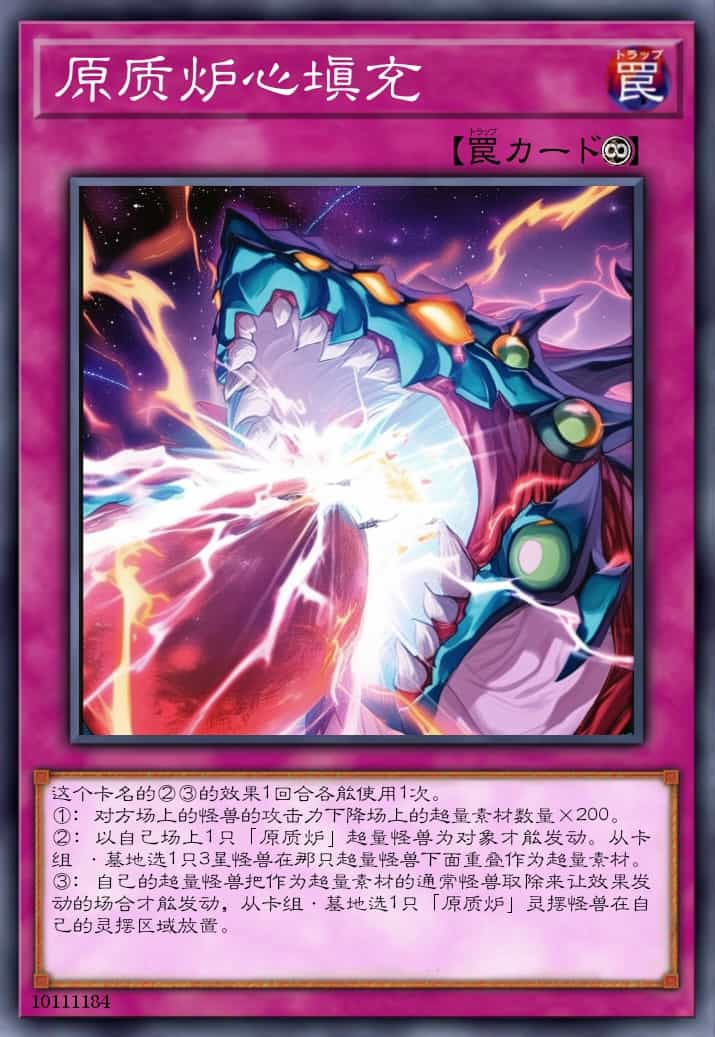 原质炉心填充
トラップ
罠
トラップ
【罠カード】
这个卡名的②③的效果1回合各能使用1次。
①：对方场上的怪兽的攻击力下降场上的超量素材数量×200。
②：以自己场上1只「原质炉」超量怪兽为对象才能发动。从卡
组 ·墓地选1只3星怪兽在那只超量怪兽下面重叠作为超量素材。
③：自己的超量怪兽把作为超量素材的通常怪兽取除来让效果发
动的场合才能发动，从卡组·墓地选1只「原质炉」灵摆怪兽在自
己的灵摆区域放置。
10111184